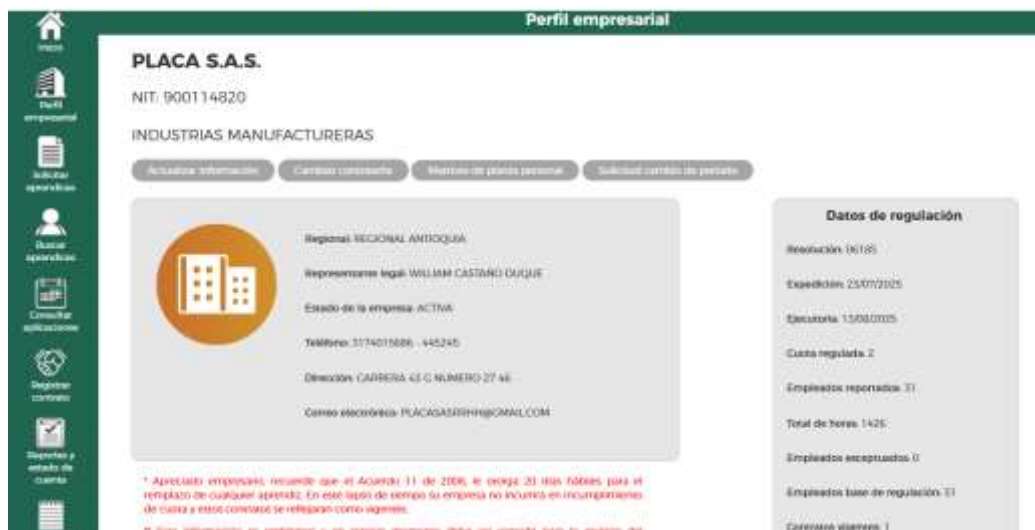 Perfil empresarial
Inicio
PLACA S.A.S.
Perfil
empresarial
NIT: 900114820
INDUSTRIAS MANUFACTURERAS
Solicitar
aprendices
Actualizar información
Cambiar contraseña
Manejo de planta personal
Solicitud cambio de periodo
Buscar
aprendices
Consultar
aplicaciones
Registrar
contrato
Reportes y
estado de
cuenta
Regional: REGIONAL ANTIOQUIA
Representante legal: WILLIAM CASTAÑO DUQUE
Estado de la empresa: ACTIVA
Teléfono: 3174015686 - 445245
Dirección: CARRERA 43 G NUMERO 27 46
Correo electrónico: PLACASASRRHH@GMAIL.COM
* Apreciado empresario, recuerde que el Acuerdo 11 de 2008, le otorga 20 días hábiles para el
remplazo de cualquier aprendiz. En este lapso de tiempo su empresa no incurrirá en incumplimiento
de cuota y estos contratos se reflejaran como vigentes.
Datos de regulación
Resolución: 06185
Expedición: 23/07/2025
Ejecutoria: 13/08/2025
Cuota regulada: 2
Empleados reportados: 31
Total de horas: 1426
Empleados exceptuados: 0
Empleados base de regulación: 31
Contratos vigentes: 1